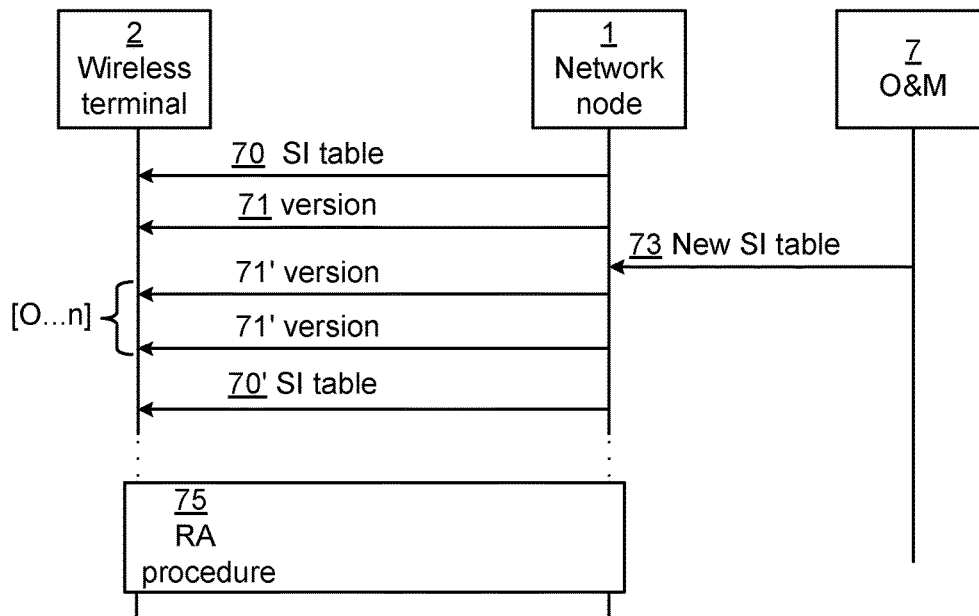 2
Wireless
terminal
1
Network
node
7
O&M
70 SI table
71 version
73 New SI table
71' version
[O...n]
71' version
70' SI table
75
RA
procedure